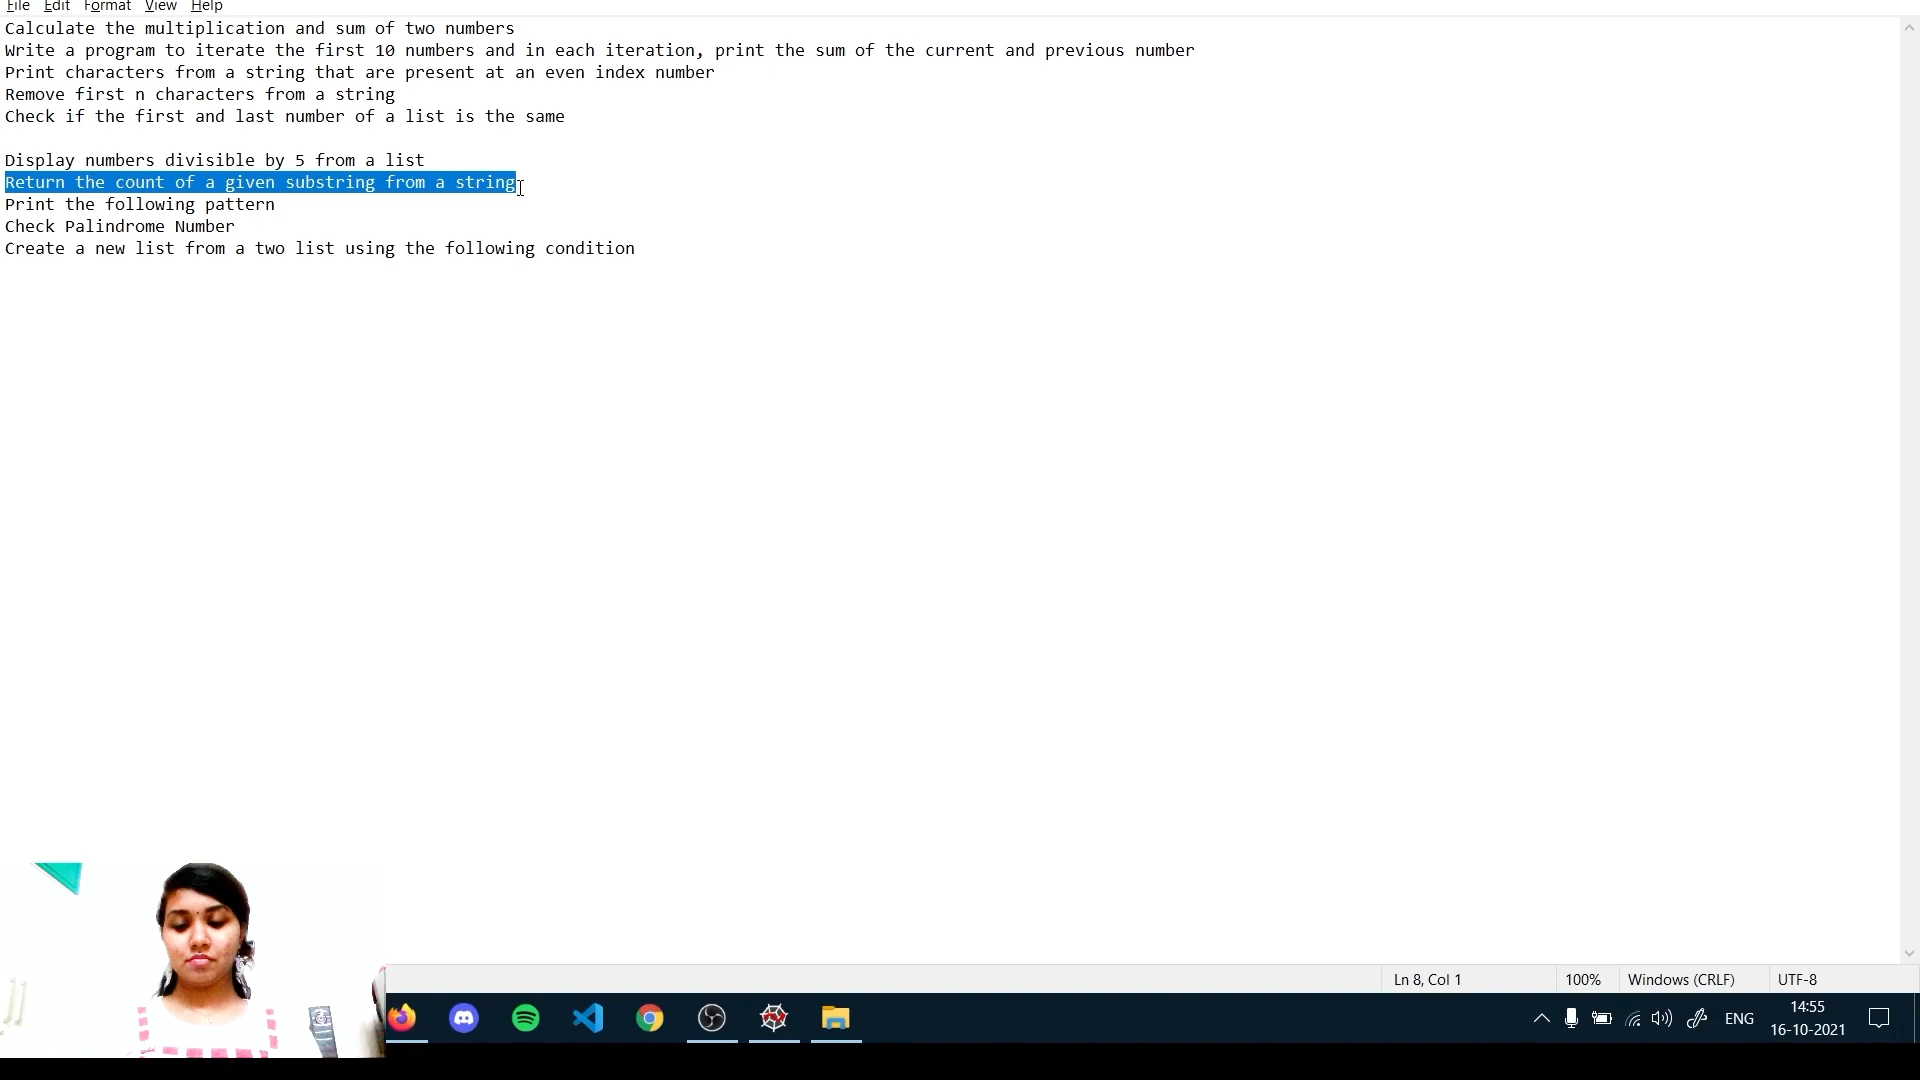 File Edit Format View Help
Calculate the multiplication and sum of two numbers
Write a program to iterate the first 10 numbers and in each iteration, print the sum of the current and previous number
Print characters from a string that are present at an even index number
Remove first n characters from a string
Check if the first and last number of a list is the same
Display numbers divisible by 5 from a list
Return the count of a given substring from a string
Print the following pattern
Check Palindrome Number
Create a new list from a two list using the following condition
Ln 8, Col 1 100% Windows (CRLF) UTF-8
ENG 14:55
16-10-2021